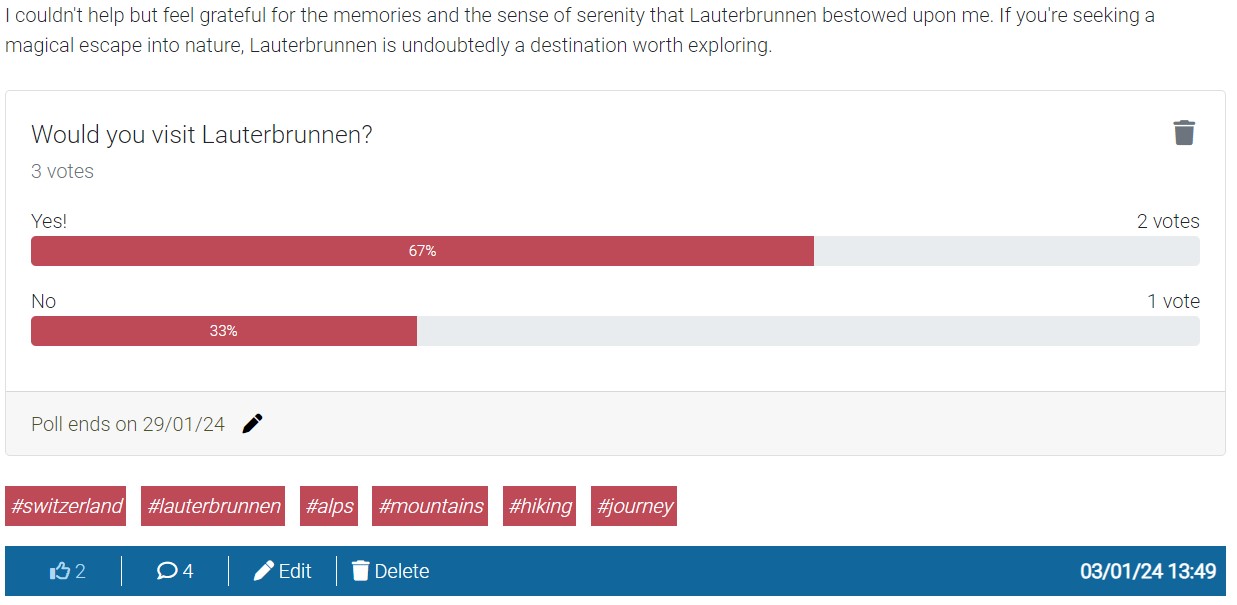 I couldn't help but feel grateful for the memories and the sense of serenity that Lauterbrunnen bestowed upon me. If you're seeking a
magical escape into nature, Lauterbrunnen is undoubtedly a destination worth exploring.
Would you visit Lauterbrunnen?
3 votes
Yes! 2 votes
67%
No 1 vote
33%
Poll ends on 29/01/24
#switzerland #lauterbrunnen #alps #mountains #hiking #journey
2 4 Edit Delete 03/01/24 13:49